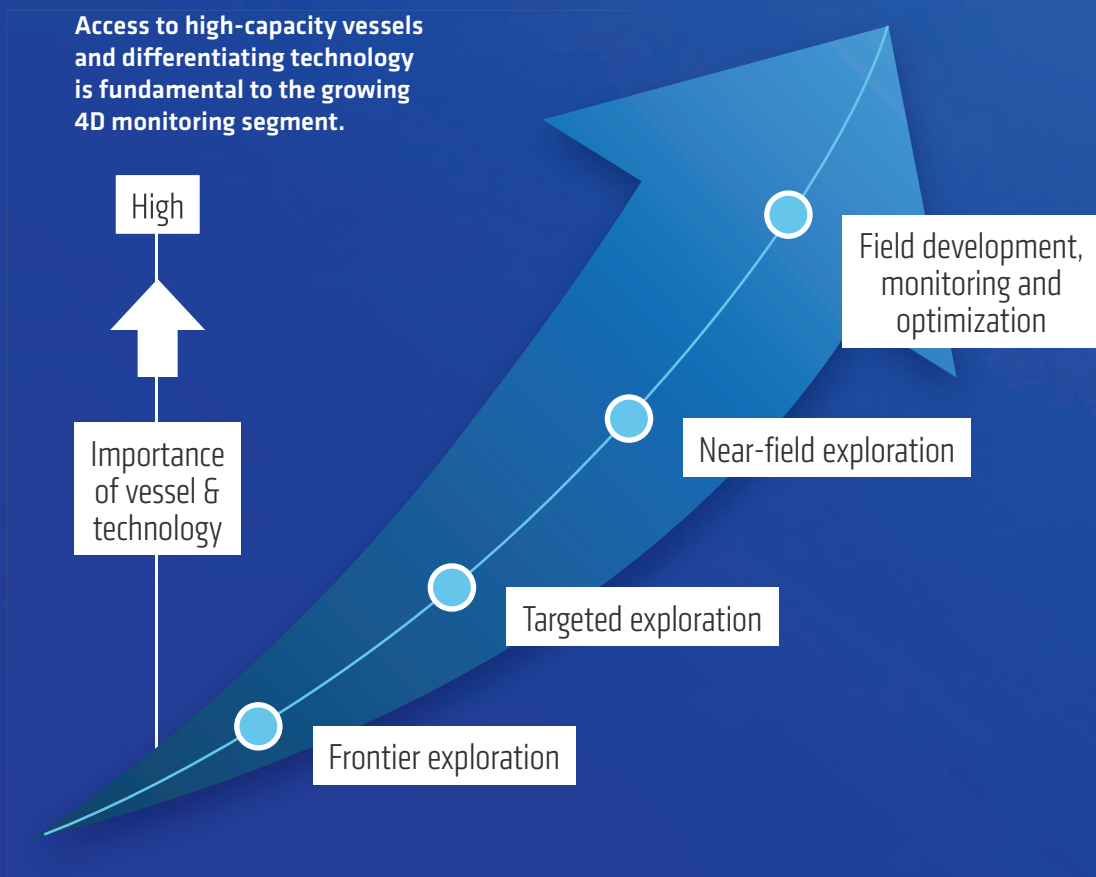 Access to high-capacity vessels
and differentiating technology
is fundamental to the growing
4D monitoring segment.
High
Importance
of vessel &
technology
Field development,
monitoring and
optimization
Near-field exploration
Targeted exploration
Frontier exploration